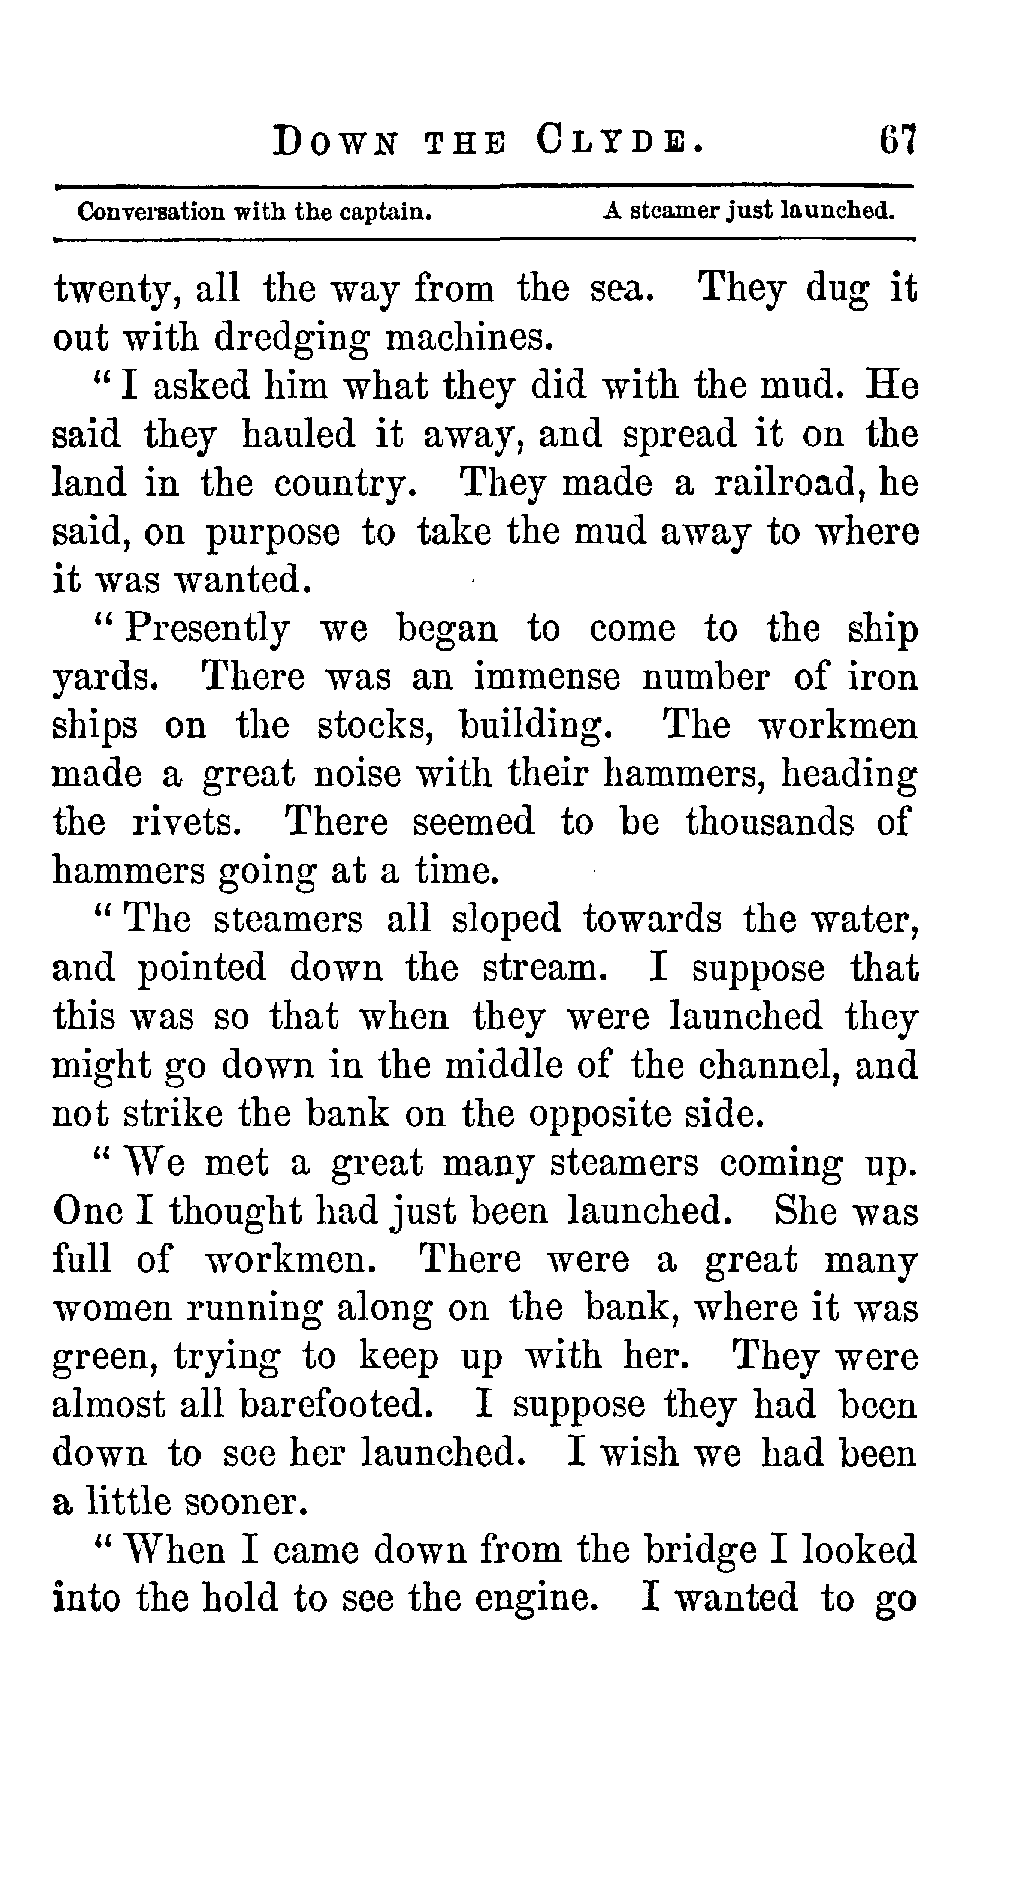 DOWN THE CLYDE. 67
Conversation with the captain. A steamer just launched.
twenty, all the way from the sea. They dug it
out with dredging machines.
“ I asked him what they did with the mud. He
said they hauled it away, and spread it on the
land in the country. They made a railroad, he
said, on purpose to take the mud away to where
it was wanted.
“ Presently we began to come to the ship
yards. There was an immense number of iron
ships on the stocks, building. The workmen
made a great noise with their hammers, heading
the rivets. There seemed to be thousands of
hammers going at a time.
“ The steamers all sloped towards the water,
and pointed down the stream. I suppose that
this was so that when they were launched they
might go down in the middle of the channel, and
not strike the bank on the opposite side.
“ We met a great many steamers coming up.
One I thought had just been launched. She was
full of workmen. There were a great many
women running along on the bank, where it was
green, trying to keep up with her. They were
almost all barefooted. I suppose they had been
down to see her launched. I wish we had been
a little sooner.
“ When I came down from the bridge I looked
into the hold to see the engine. I wanted to go